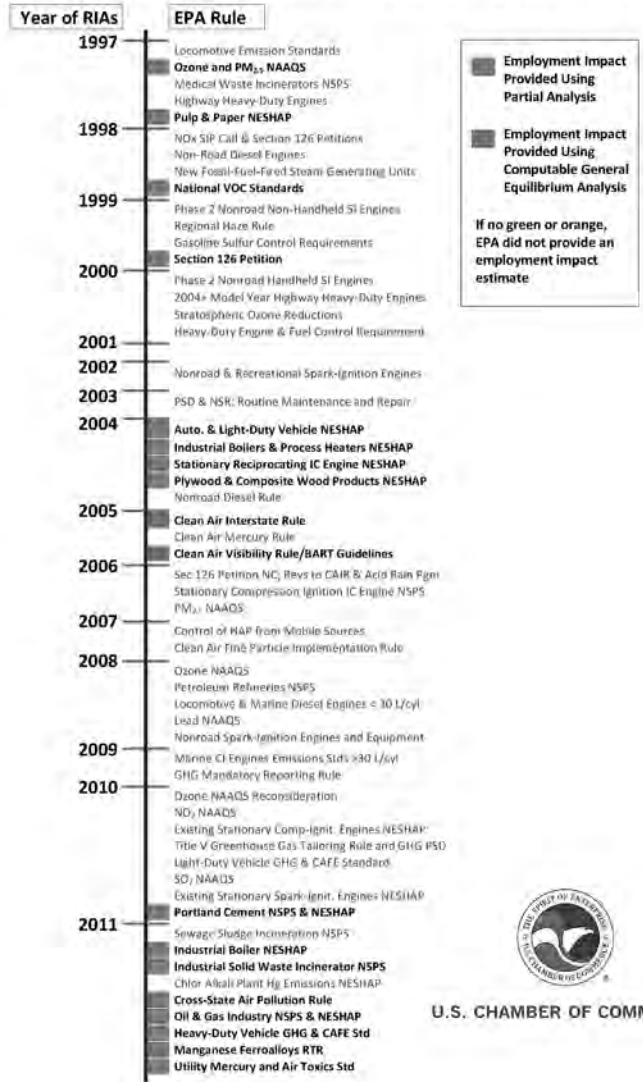 Year of RIAs
EPA Rule
1997
Locomotive Emission Standards
Ozone and PM₂.₅ NAAQS
Medical Waste Incinerators NSPS
Highway Heavy-Duty Engines
Pulp & Paper NESHAP
1998
NOx SIP Call & Section 126 Petitions
Non-Road Diesel Engines
New Fossil-Fuel-Fired Steam Generating Units
National VOC Standards
1999
Phase 2 Nonroad Non-Handheld SI Engines
Regional Haze Rule
Gasoline Sulfur Control Requirements
Section 126 Petition
2000
Phase 2 Nonroad Handheld SI Engines
2004+ Model Year Highway Heavy-Duty Engines
Stratospheric Ozone Reductions
Heavy-Duty Engine & Fuel Control Requirement
2001
2002
Nonroad & Recreational Spark-Ignition Engines
2003
PSD & NSR: Routine Maintenance and Repair
2004
Auto. & Light-Duty Vehicle NESHAP
Industrial Boilers & Process Heaters NESHAP
Stationary Reciprocating IC Engine NESHAP
Plywood & Composite Wood Products NESHAP
Nonroad Diesel Rule
2005
Clean Air Interstate Rule
Clean Air Mercury Rule
Clean Air Visibility Rule/BART Guidelines
2006
Sec 126 Petition NC, Revs to CAIR & Acid Rain Pgm
Stationary Compression Ignition IC Engine NSPS
PM₂.₅ NAAQS
2007
Control of HAP from Mobile Sources
Clean Air Fine Particle Implementation Rule
2008
Ozone NAAQS
Petroleum Refineries NSPS
Locomotive & Marine Diesel Engines < 30 L/cyl
Lead NAAQS
Nonroad Spark-Ignition Engines and Equipment
2009
Marine CI Engines Emissions Stds >30 L/cyl
GHG Mandatory Reporting Rule
2010
Ozone NAAQS Reconsideration
NO₂ NAAQS
Existing Stationary Comp-Ignit. Engines NESHAP
Title V Greenhouse Gas Tailoring Rule and GHG PSD
Light-Duty Vehicle GHG & CAFE Standard
SO₂ NAAQS
Existing Stationary Spark-Ignit. Engines NESHAP
Portland Cement NSPS & NESHAP
2011
Sewage Sludge Incineration NSPS
Industrial Boiler NESHAP
Industrial Solid Waste Incinerator NSPS
Chlor Alkali Plant Hg Emissions NESHAP
Cross-State Air Pollution Rule
Oil & Gas Industry NSPS & NESHAP
Heavy-Duty Vehicle GHG & CAFE Std
Manganese Ferroalloys RTR
Utility Mercury and Air Toxics Std
Employment Impact
Provided Using
Partial Analysis
Employment Impact
Provided Using
Computable General
Equilibrium Analysis
If no green or orange,
EPA did not provide an
employment impact
estimate
THE SPIRIT OF ENTERPRISE
U.S. CHAMBER OF COMMERCE
U.S. CHAMBER OF COMM